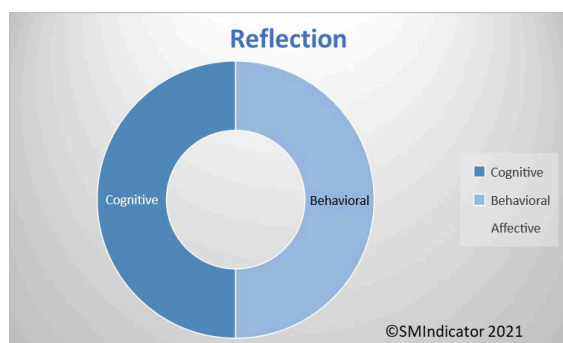 Reflection
Cognitive
Behavioral
Cognitive
Behavioral
Affective
©SMIndicator 2021